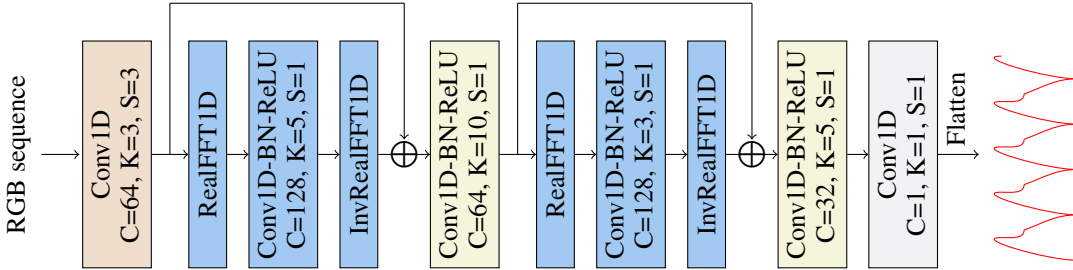 RGB sequence
Conv1D
C=64, K=3, S=3
RealFFT1D
Conv1D-BN-ReLU
C=128, K=5, S=1
InvRealFFT1D
Conv1D-BN-ReLU
C=64, K=10, S=1
RealFFT1D
Conv1D-BN-ReLU
C=128, K=3, S=1
InvRealFFT1D
Conv1D-BN-ReLU
C=32, K=5, S=1
Conv1D
C=1, K=1, S=1
Flatten